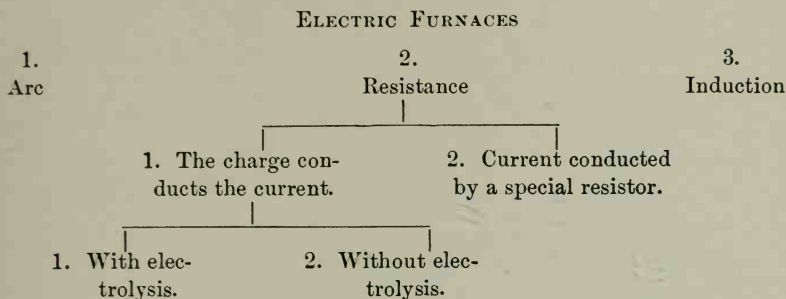 ELECTRIC FURNACES
1. 2. 3.
Arc Resistance Induction
1. The charge con-
ducts the current.
2. Current conducted
by a special resistor.
1. With elec-
trolysis.
2. Without elec-
trolysis.